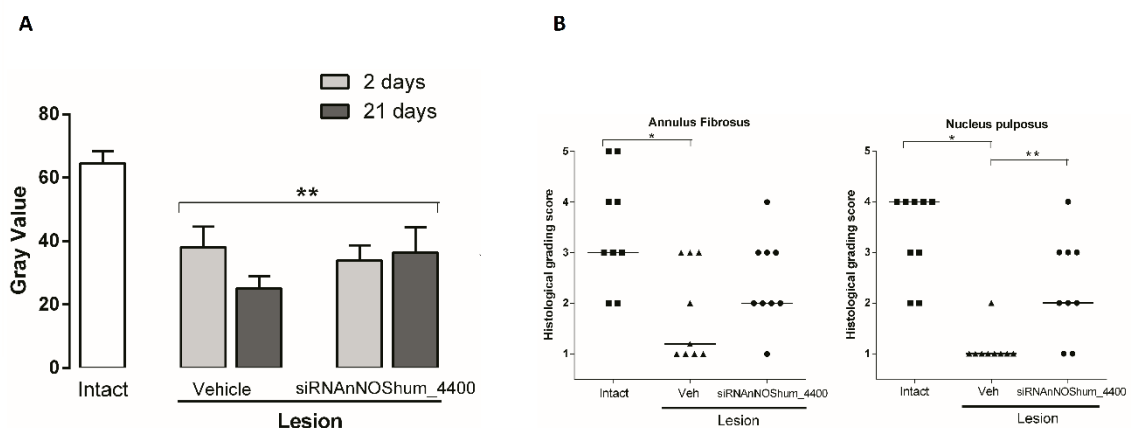 A
2 days
21 days
80
60
40
20
0
Gray Value
**
Intact
Vehicle
siRNAnNOShum_4400
Lesion
B
Annulus Fibrosus
*
5
4
3
2
1
Histological grading score
Intact
Veh
siRNAnNOShum_4400
Lesion
Nucleus pulposus
*
**
5
4
3
2
1
Histological grading score
Intact
Veh
siRNAnNOShum_4400
Lesion